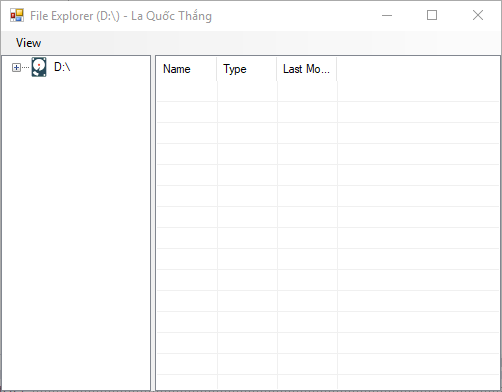 File Explorer (D:\) - La Quốc Thắng
View
D:\
Name Type Last Mo...